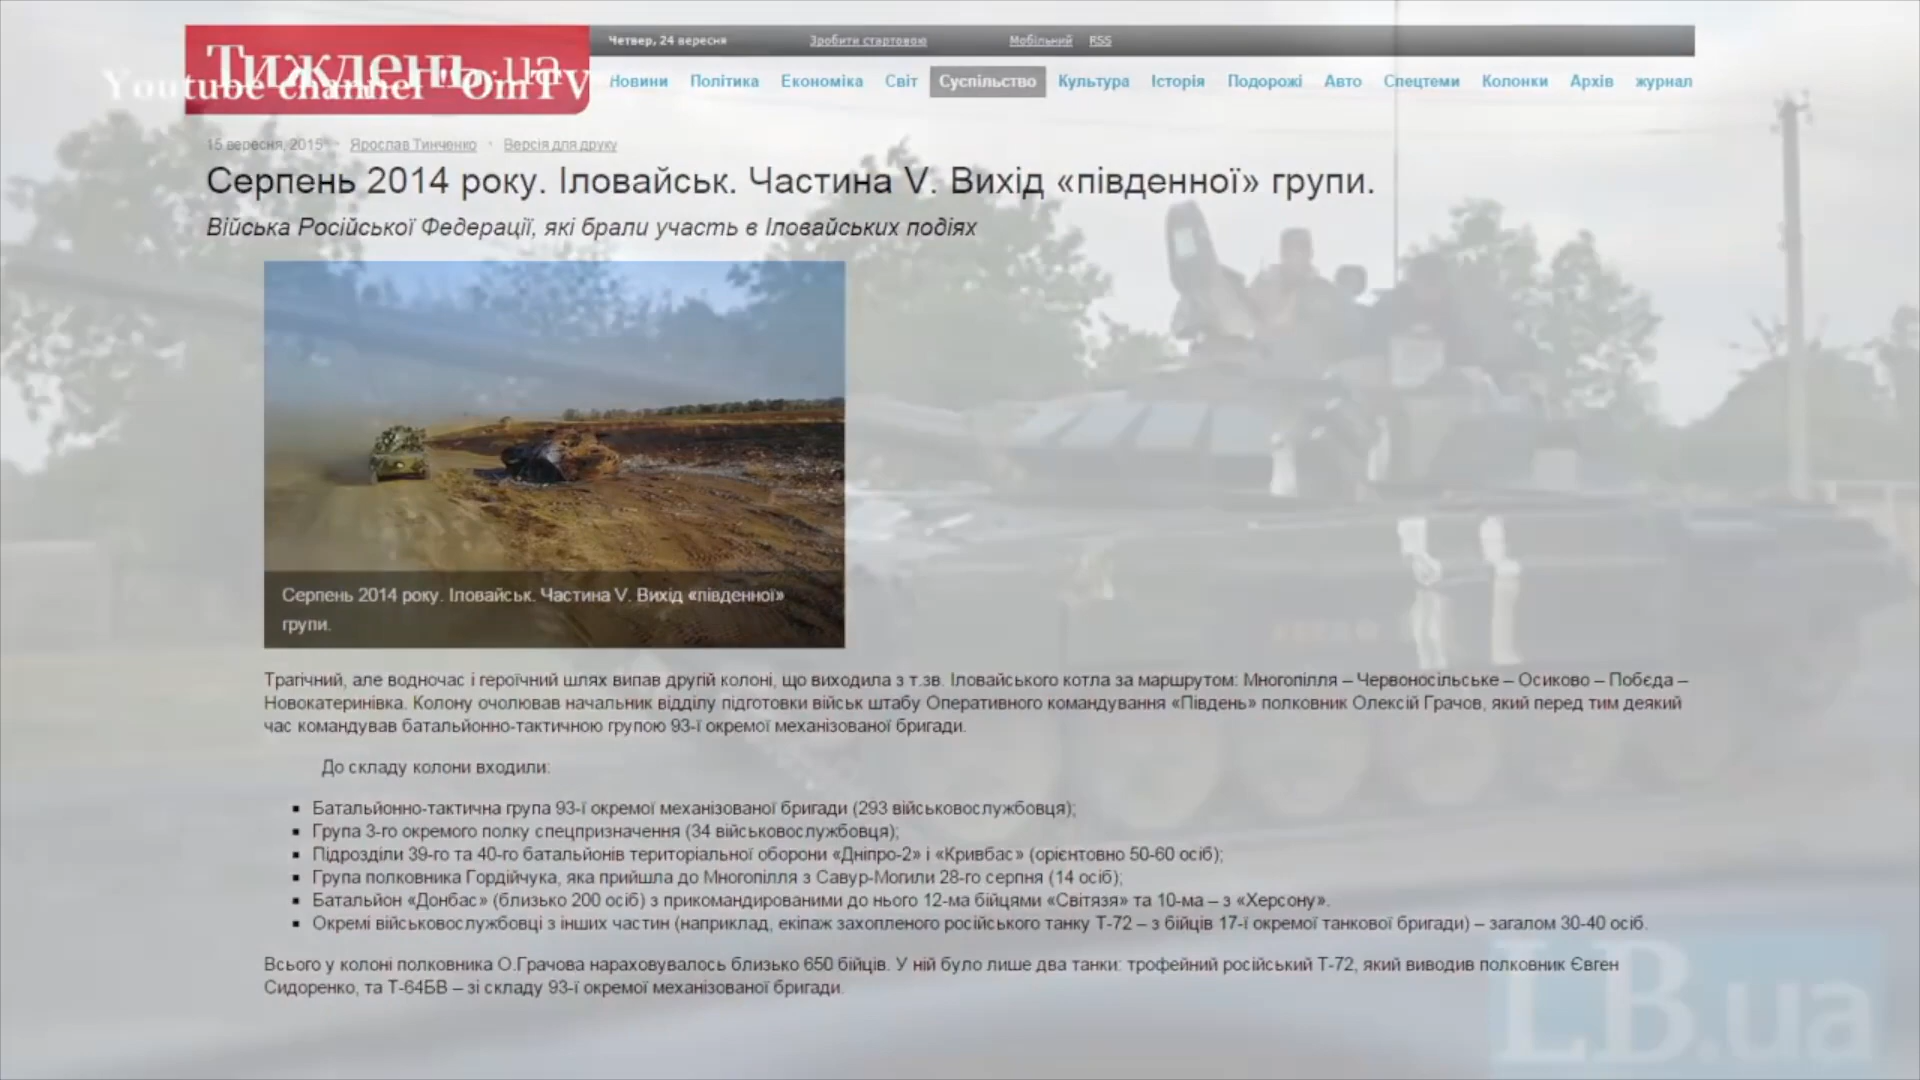 Тиждень.ua
Youtube channel "OmTV
Четвер, 24 вересня Зробити стартовою Мобільний RSS
Новини Політика Економіка Світ Суспільство Культура Історія Подорожі Авто Спецтеми Колонки Архів журнал
15 вересня, 2015 • Ярослав Тинченко • Версія для друку
Серпень 2014 року. Іловайськ. Частина V. Вихід «південної» групи.
Війська Російської Федерації, які брали участь в Іловайських подіях
Серпень 2014 року. Іловайськ. Частина V. Вихід «південної»
групи.
Трагічний, але водночас і героїчний шлях випав другій колоні, що виходила з т.зв. Іловайського котла за маршрутом: Многопілля – Червоносільське – Осиково – Побєда –
Новокатеринівка. Колону очолював начальник відділу підготовки військ штабу Оперативного командування «Південь» полковник Олексій Грачов, який перед тим деякий
час командував батальйонно-тактичною групою 93-ї окремої механізованої бригади.
До складу колони входили:
▪ Батальйонно-тактична група 93-ї окремої механізованої бригади (293 військовослужбовця);
▪ Група 3-го окремого полку спецпризначення (34 військовослужбовця);
▪ Підрозділи 39-го та 40-го батальйонів територіальної оборони «Дніпро-2» і «Кривбас» (орієнтовно 50-60 осіб);
▪ Група полковника Гордійчука, яка прийшла до Многопілля з Савур-Могили 28-го серпня (14 осіб);
▪ Батальйон «Донбас» (близько 200 осіб) з прикомандированими до нього 12-ма бійцями «Світязя» та 10-ма – з «Херсону».
▪ Окремі військовослужбовці з інших частин (наприклад, екіпаж захопленого російського танку Т-72 – з бійців 17-ї окремої танкової бригади) – загалом 30-40 осіб.
Всього у колоні полковника О.Грачова нараховувалось близько 650 бійців. У ній було лише два танки: трофейний російський Т-72, який виводив полковник Євген
Сидоренко, та Т-64БВ – зі складу 93-ї окремої механізованої бригади.
LB.ua